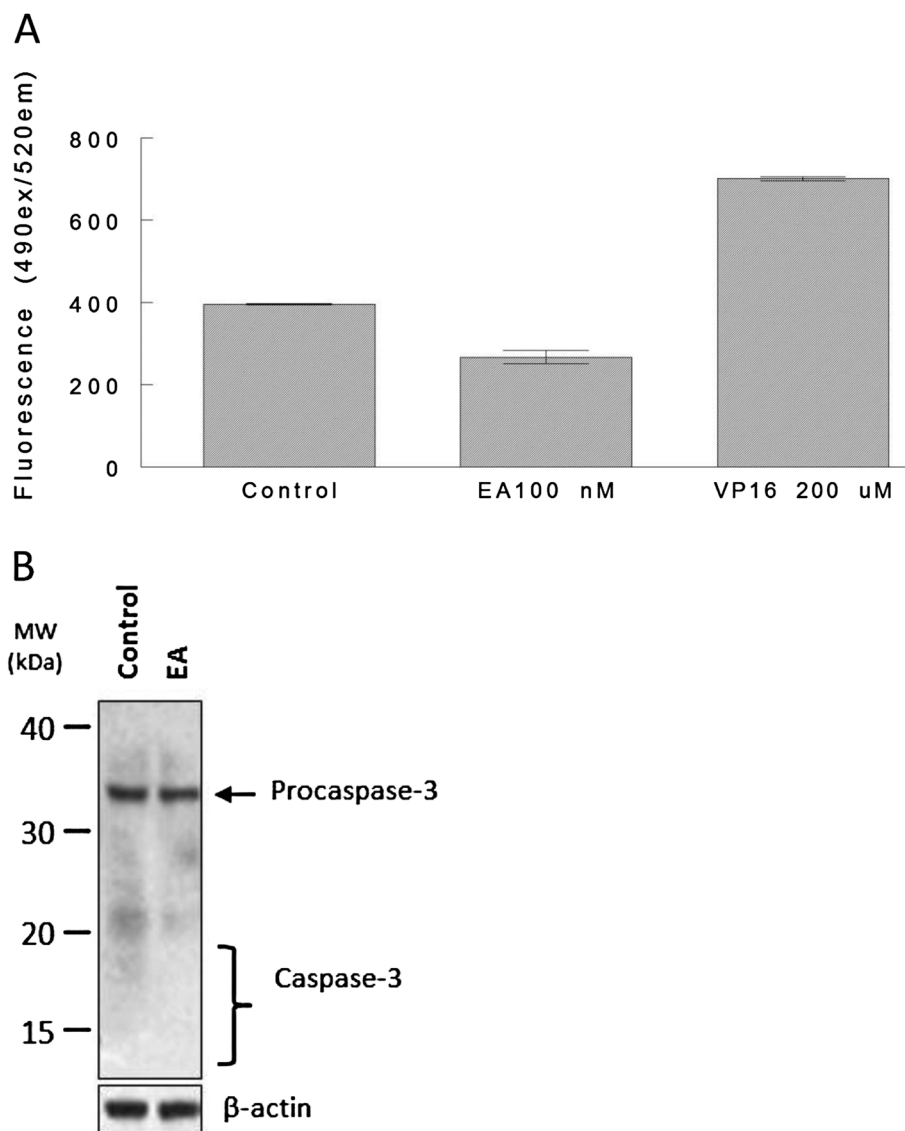 A
Fluorescence (490ex/520em)
800
600
400
200
0
Control
EA100 nM
VP16 200 uM
B
MW
(kDa)
Control
EA
40
30
20
15
Procaspase-3
Caspase-3
β-actin